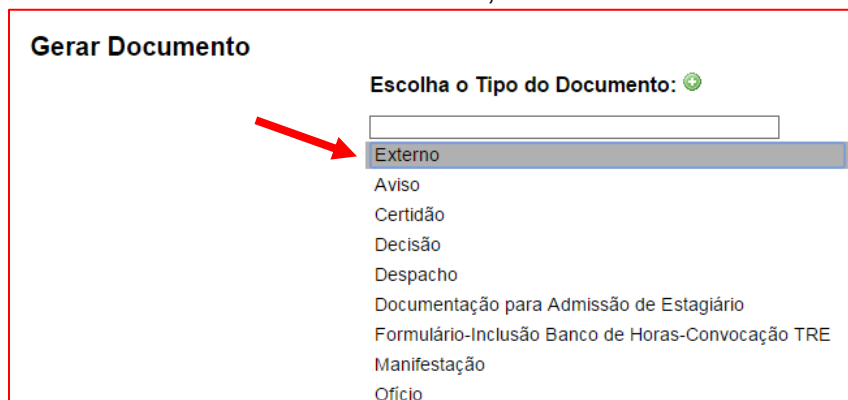 Gerar Documento
Escolha o Tipo do Documento:
Externo
Aviso
Certidão
Decisão
Despacho
Documentação para Admissão de Estagiário
Formulário-Inclusão Banco de Horas-Convocação TRE
Manifestação
Ofício